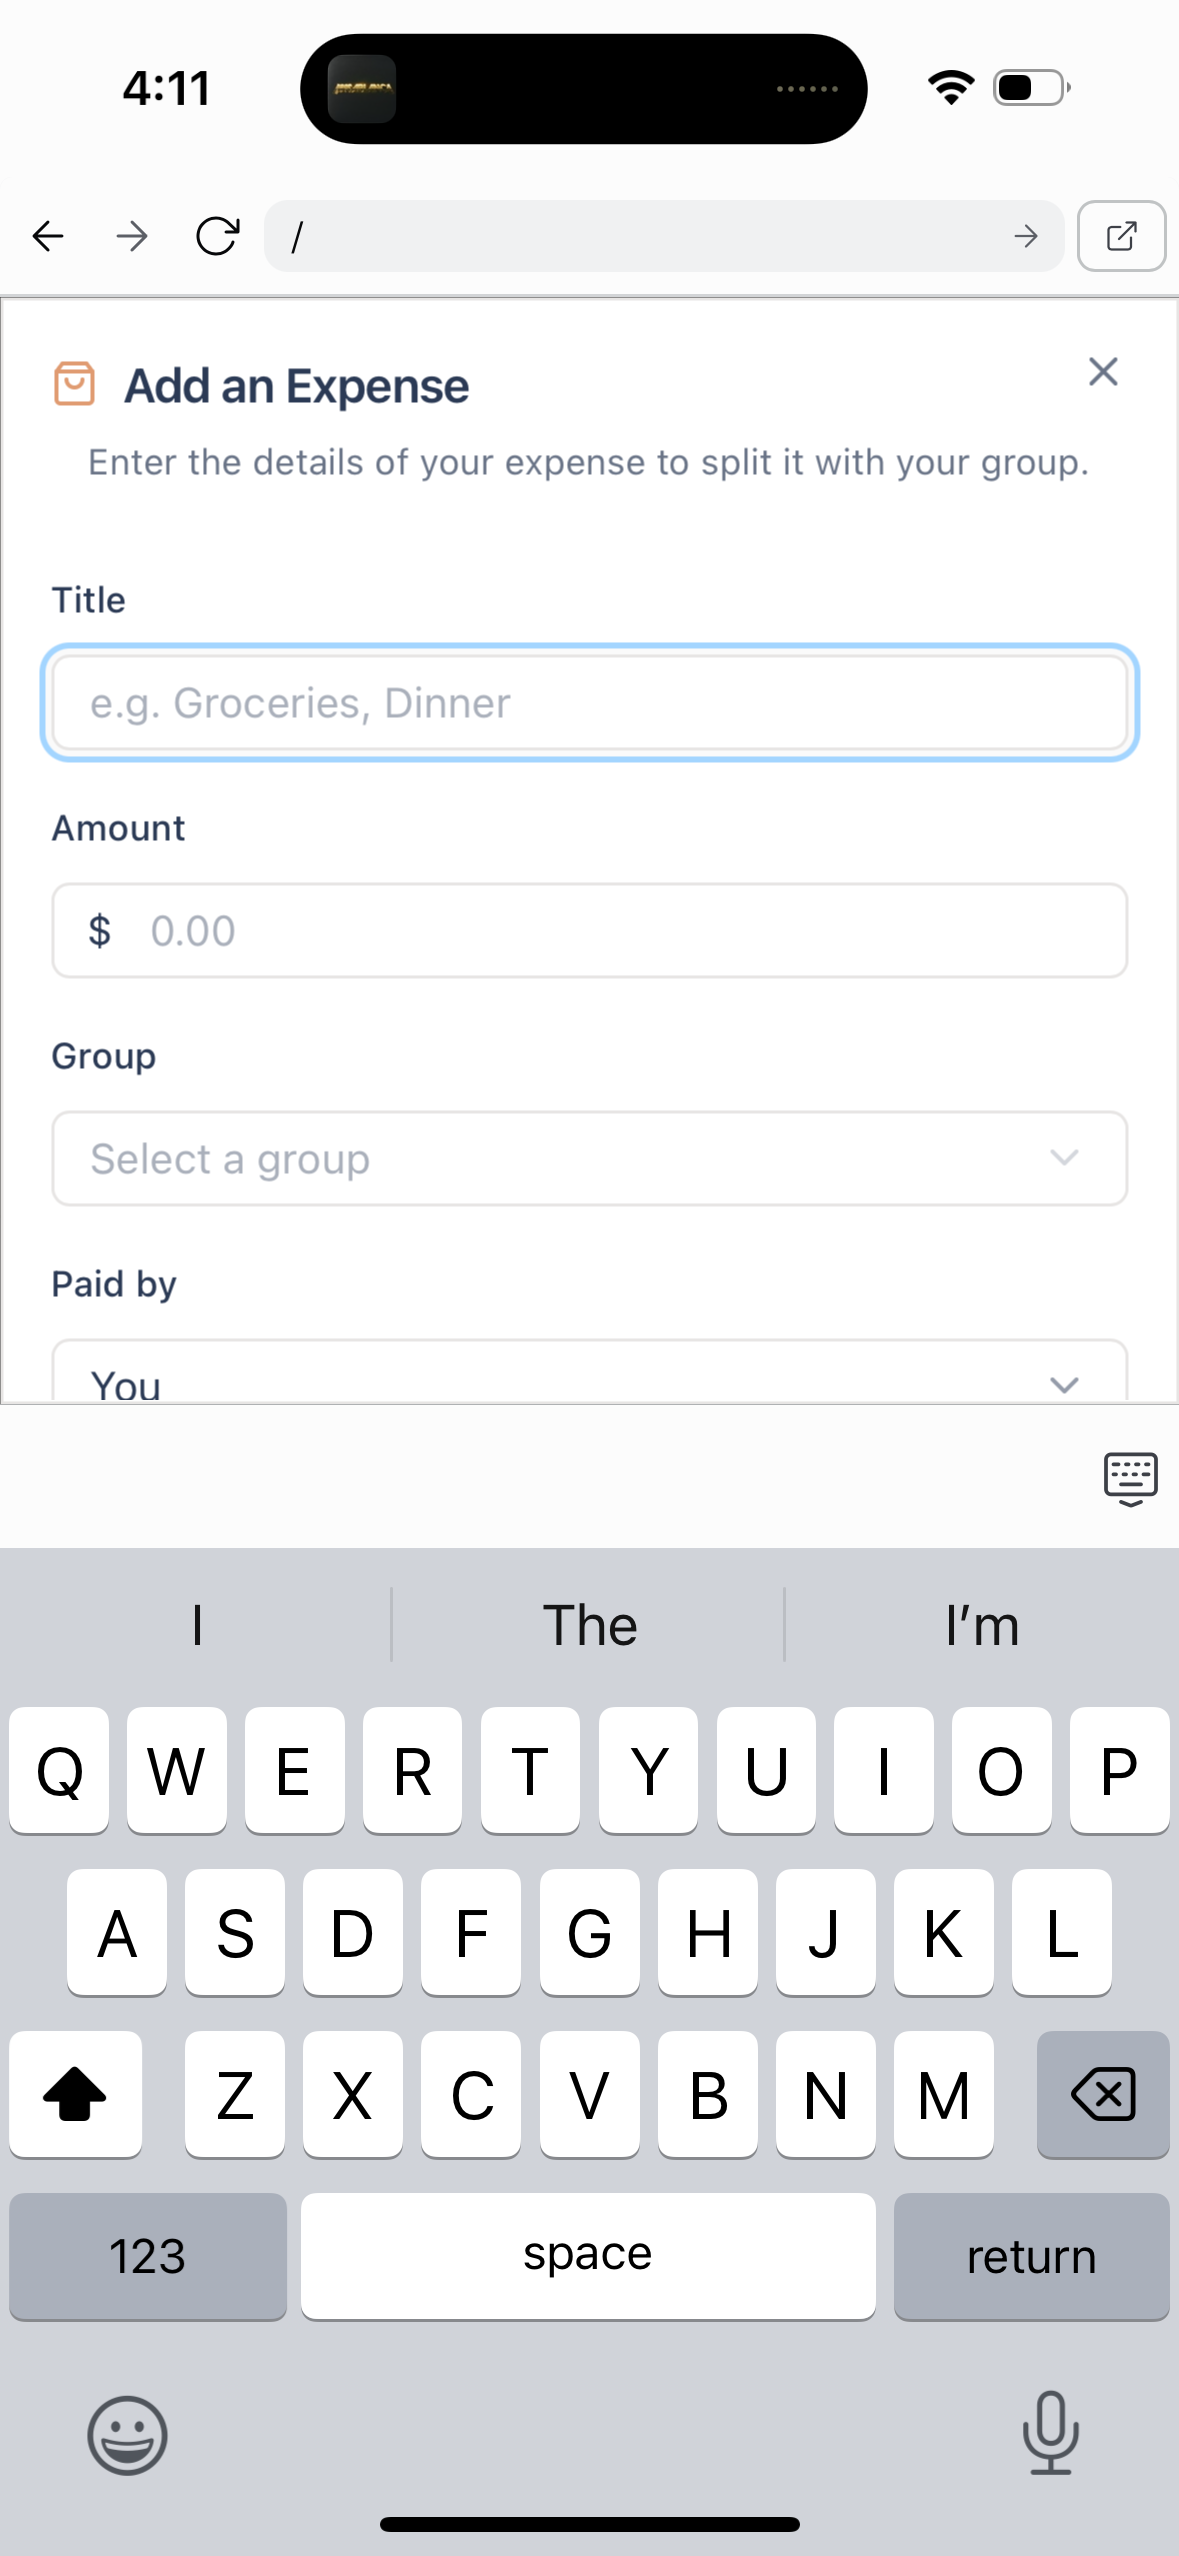 4:11
/
Add an Expense
Enter the details of your expense to split it with your group.
Title
e.g. Groceries, Dinner
Amount
$ 0.00
Group
Select a group
Paid by
You
I The I’m
Q W E R T Y U I O P
A S D F G H J K L
Z X C V B N M
123 space return